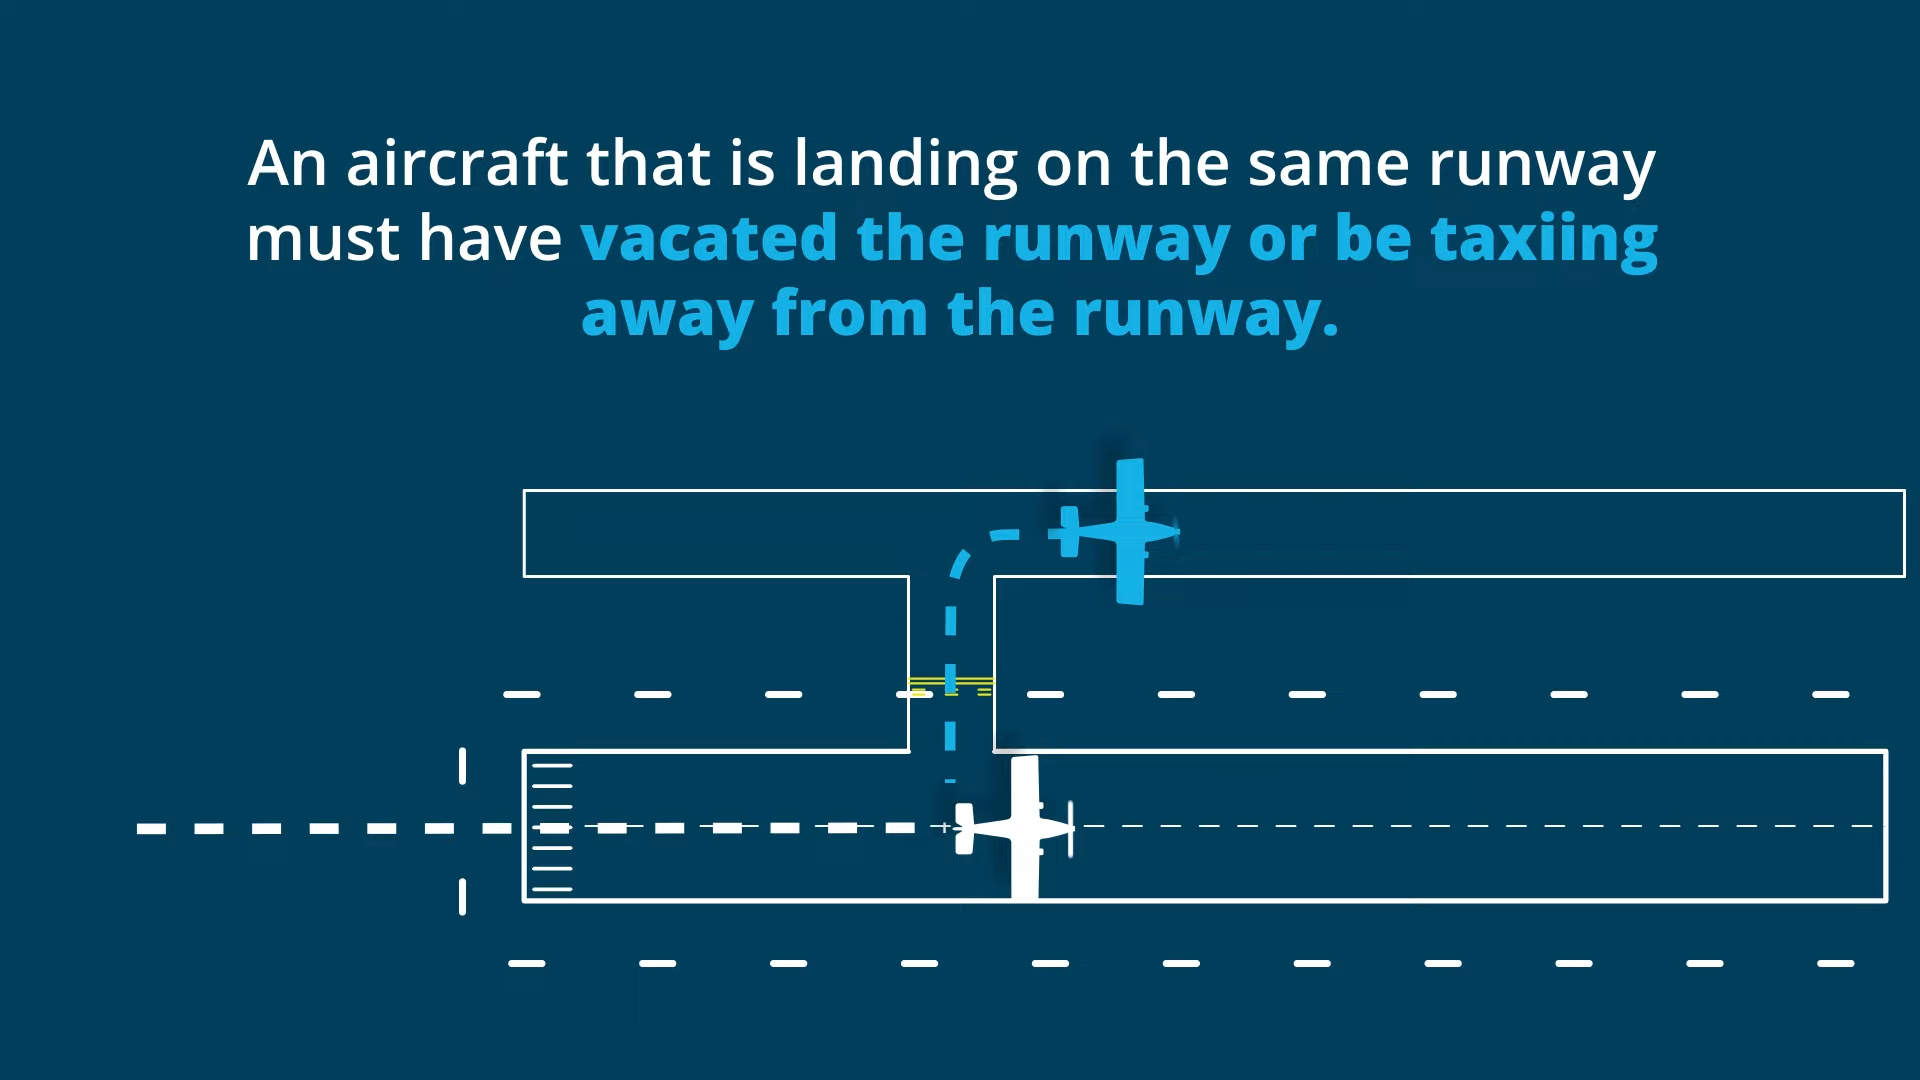 An aircraft that is landing on the same runway
must have vacated the runway or be taxiing
away from the runway.